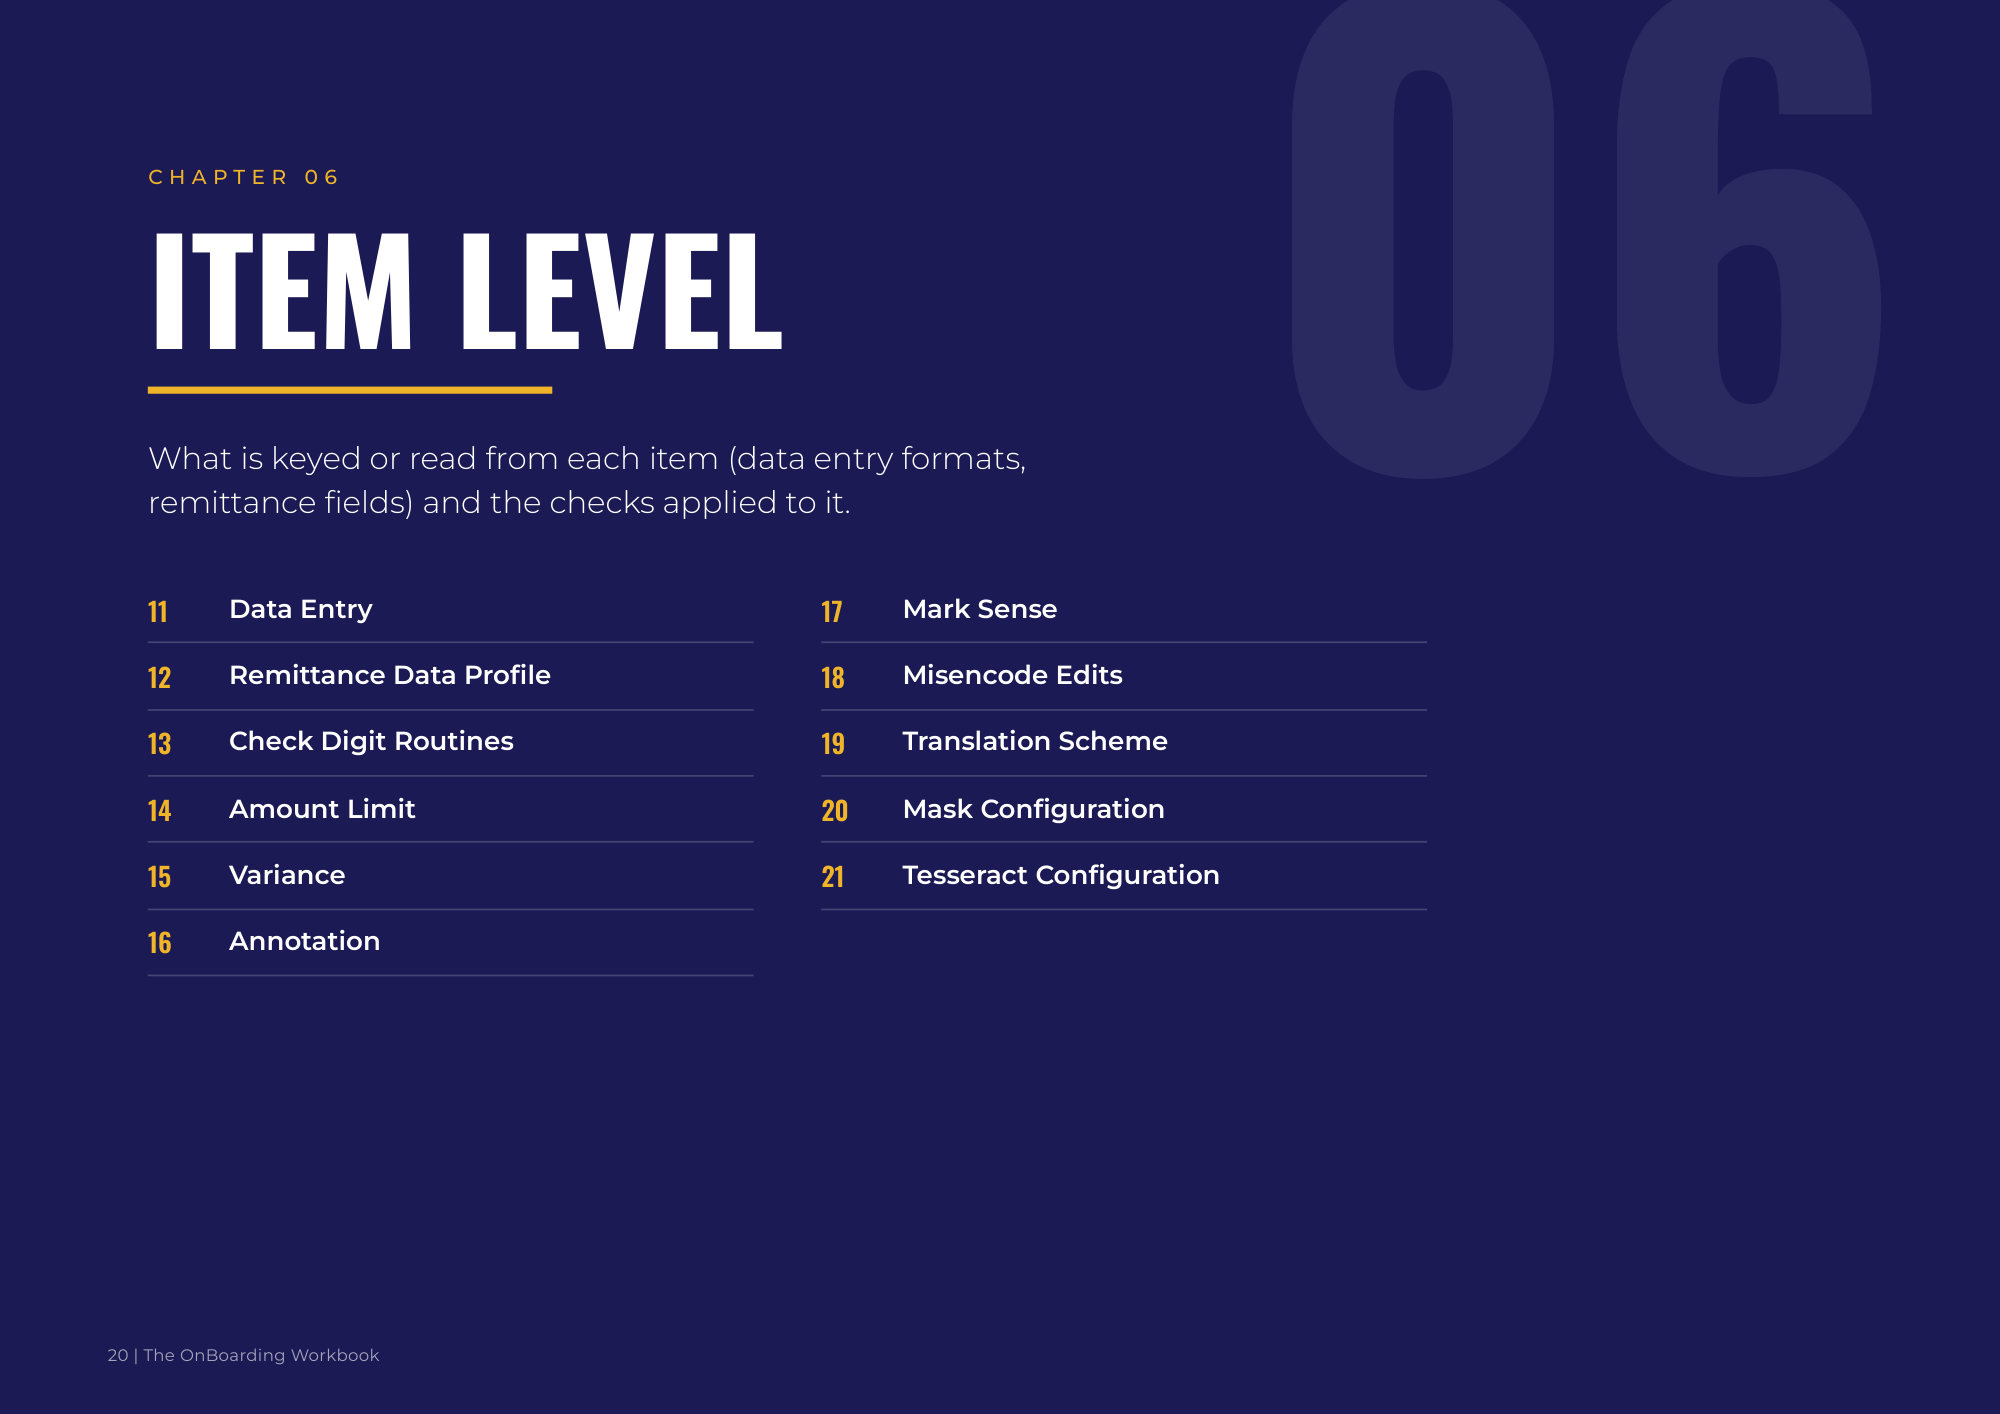 06
CHAPTER 06
ITEM LEVEL
What is keyed or read from each item (data entry formats,
remittance fields) and the checks applied to it.
11 Data Entry
12 Remittance Data Profile
13 Check Digit Routines
14 Amount Limit
15 Variance
16 Annotation
17 Mark Sense
18 Misencode Edits
19 Translation Scheme
20 Mask Configuration
21 Tesseract Configuration
20 | The OnBoarding Workbook